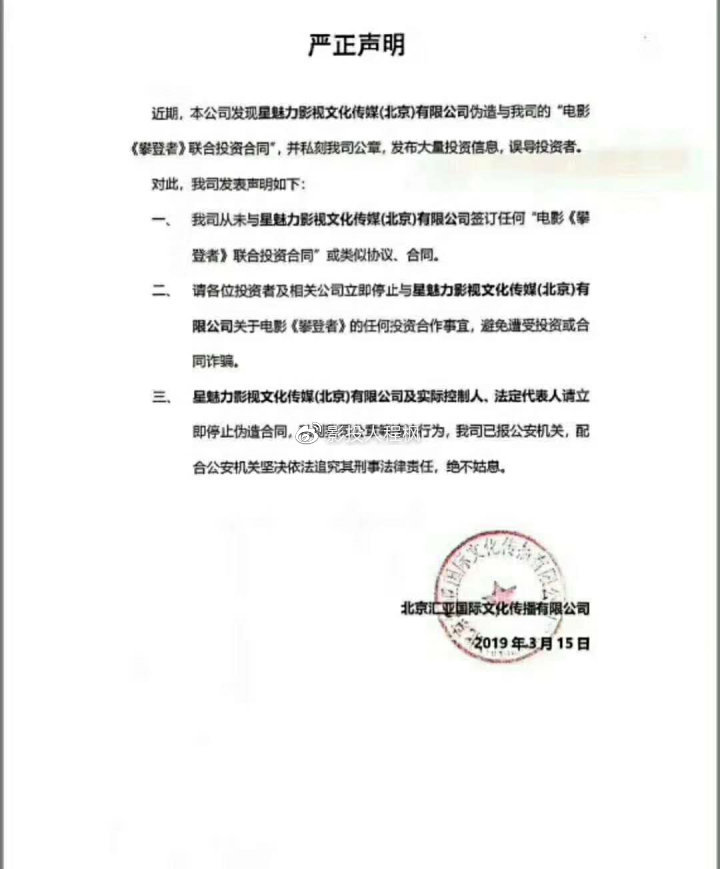 严正声明
近期，本公司发现星魅力影视文化传媒(北京)有限公司伪造与我司的“电影
《攀登者》联合投资合同”，并私刻我司公章，发布大量投资信息，误导投资者。
对此，我司发表声明如下：
一、 我司从未与星魅力影视文化传媒(北京)有限公司签订任何“电影《攀
登者》联合投资合同”或类似协议、合同。
二、 请各位投资者及相关公司立即停止与星魅力影视文化传媒(北京)有
限公司关于电影《攀登者》的任何投资合作事宜，避免遭受投资或合
同诈骗。
三、 星魅力影视文化传媒(北京)有限公司及实际控制人、法定代表人请立
即停止伪造合同，刻行为，我司已报公安机关，配
影投人程枫
合公安机关坚决依法追究其刑事法律责任，绝不姑息。
北京汇亚国际文化传播有限公司
2019年3月15日